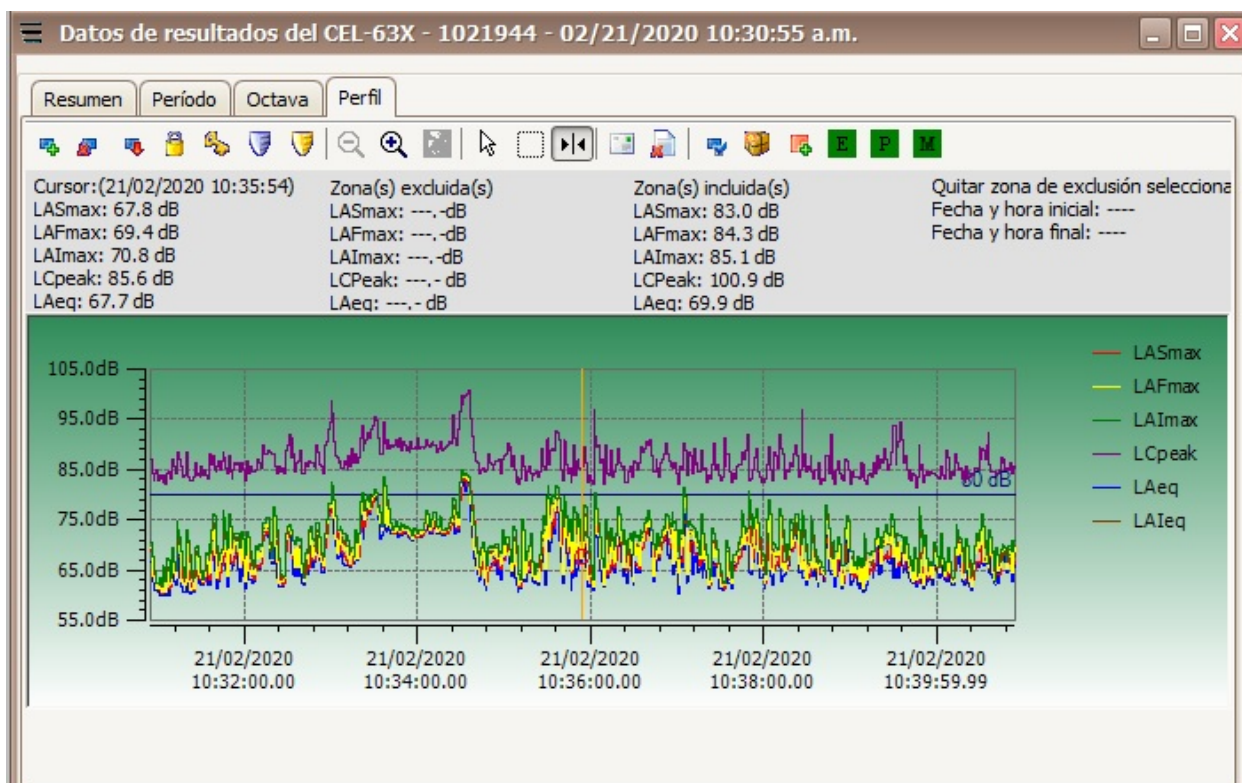 Datos de resultados del CEL-63X - 1021944 - 02/21/2020 10:30:55 a.m.
Resumen Período Octava Perfil
E P M
Cursor:(21/02/2020 10:35:54)
LASmax: 67.8 dB
LAFmax: 69.4 dB
LAImax: 70.8 dB
LCpeak: 85.6 dB
LAeq: 67.7 dB
Zona(s) excluida(s)
LASmax: ---.-dB
LAFmax: ---.-dB
LAImax: ---.-dB
LCPeak: ---.- dB
LAeq: ---.- dB
Zona(s) incluida(s)
LASmax: 83.0 dB
LAFmax: 84.3 dB
LAImax: 85.1 dB
LCPeak: 100.9 dB
LAeq: 69.9 dB
Quitar zona de exclusión selecciona
Fecha y hora inicial: ----
Fecha y hora final: ----
105.0dB
95.0dB
85.0dB
75.0dB
65.0dB
55.0dB
80 dB
21/02/2020
10:32:00.00
21/02/2020
10:34:00.00
21/02/2020
10:36:00.00
21/02/2020
10:38:00.00
21/02/2020
10:39:59.99
LASmax
LAFmax
LAImax
LCpeak
LAeq
LAIeq